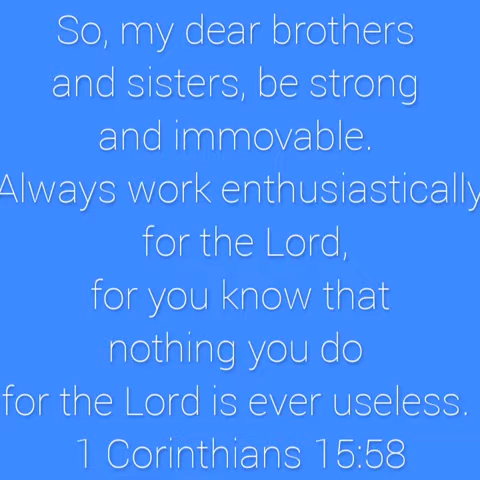 So, my dear brothers
and sisters, be strong
and immovable.
Always work enthusiastically
for the Lord,
for you know that
nothing you do
for the Lord is ever useless.
1 Corinthians 15:58